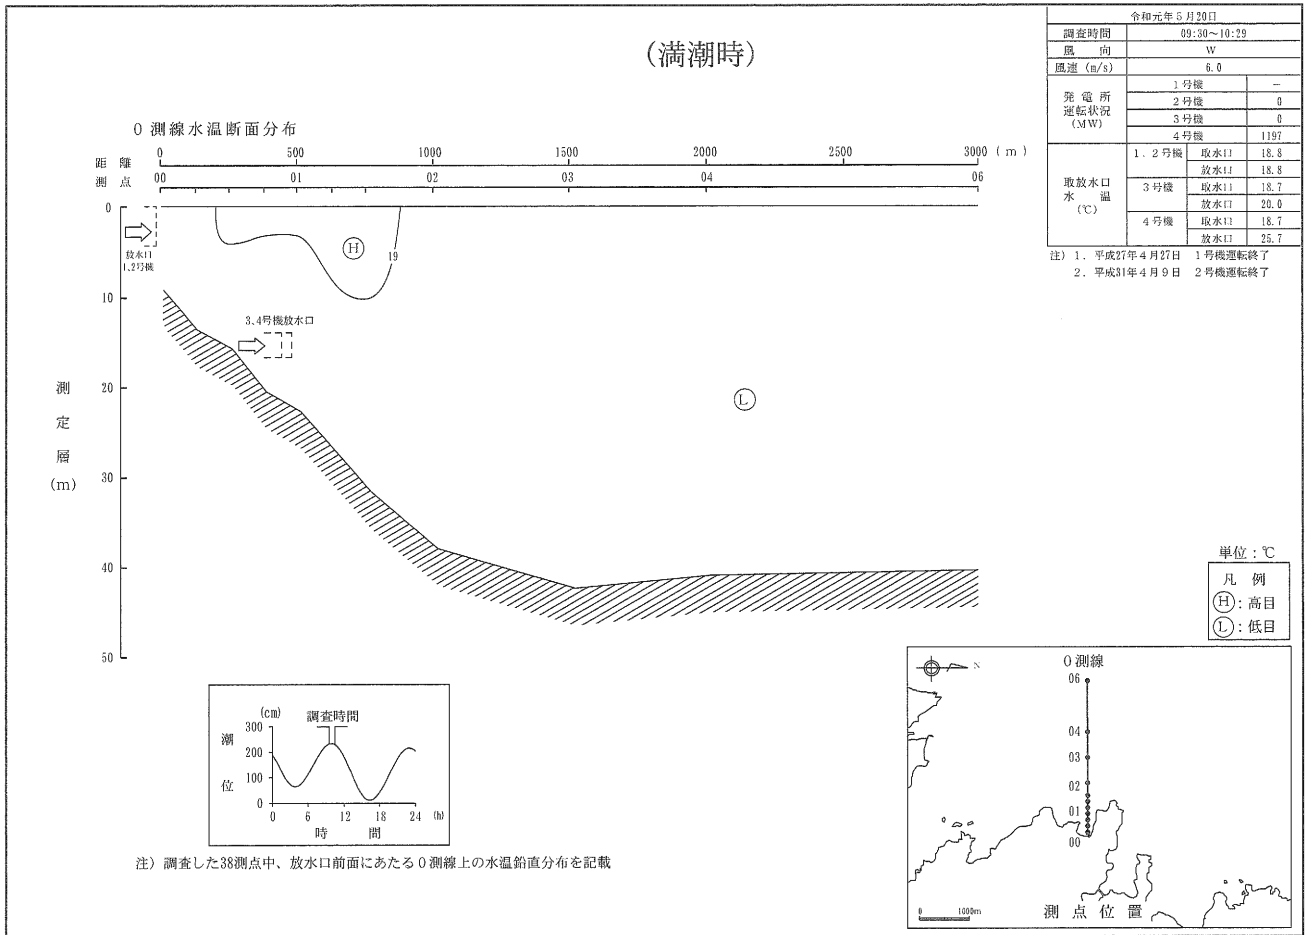 (満潮時)
令和元年5月20日
調査時間 09:30～10:29
風 向 W
風速 (m/s) 6.0
発電所運転状況 (MW)
1号機 －
2号機 0
3号機 0
4号機 1197
取放水口水温 (℃)
1、2号機 取水口 18.8
放水口 18.8
3号機 取水口 18.7
放水口 20.0
4号機 取水口 18.7
放水口 25.7
注) 1. 平成27年4月27日 1号機運転終了
2. 平成31年4月9日 2号機運転終了
0測線水温断面分布
距離 0 500 1000 1500 2000 2500 3000 (m)
測点 00 01 02 03 04 06
0
放水口
1、2号機
H
19
10
3、4号機放水口
20
L
測定層
(m)
30
40
50
単位：℃
凡 例
H：高目
L：低目
(cm)
調査時間
潮位
300
200
100
0
0 6 12 18 24 (h)
時 間
注) 調査した38測点中、放水口前面にあたる0測線上の水温鉛直分布を記載
N
0測線
06
04
03
02
01
00
0 1000m
測点位置